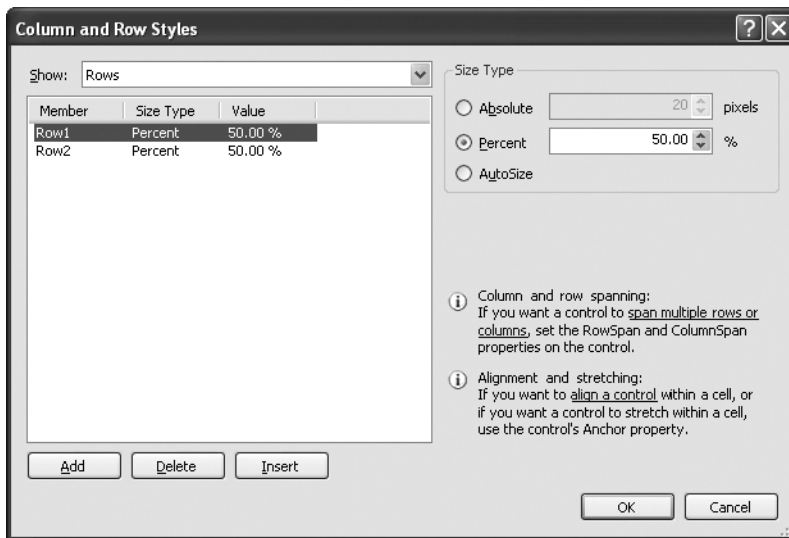 Column and Row Styles
Show: Rows
Member Size Type Value
Row1 Percent 50.00 %
Row2 Percent 50.00 %
Add Delete Insert
Size Type
Absolute 20 pixels
Percent 50.00 %
AutoSize
Column and row spanning:
If you want a control to span multiple rows or
columns, set the RowSpan and ColumnSpan
properties on the control.
Alignment and stretching:
If you want to align a control within a cell, or
if you want a control to stretch within a cell,
use the control's Anchor property.
OK Cancel